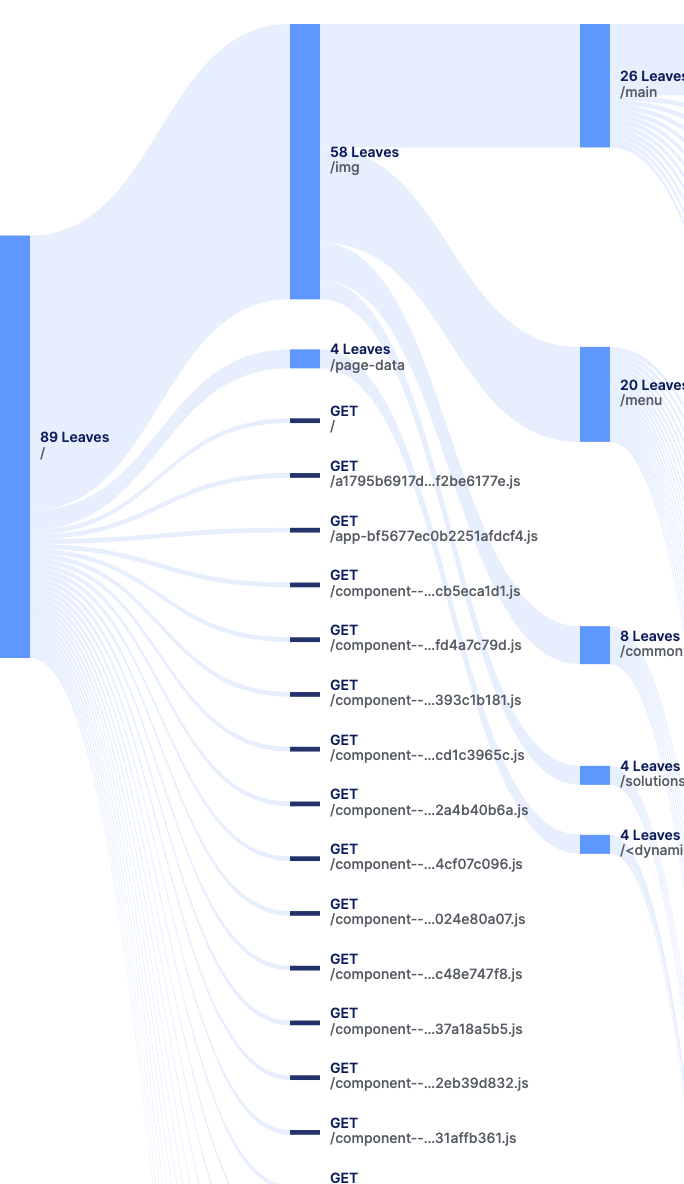 26 Leaves
/main
58 Leaves
/img
4 Leaves
/page-data
20 Leaves
/menu
GET
/
89 Leaves
/
GET
/a1795b6917d...f2be6177e.js
GET
/app-bf5677ec0b2251afdcf4.js
GET
/component--...cb5eca1d1.js
GET
/component--...fd4a7c79d.js
8 Leaves
/common
GET
/component--...393c1b181.js
GET
/component--...cd1c3965c.js
4 Leaves
/solutions
GET
/component--...2a4b40b6a.js
4 Leaves
/<dynami
GET
/component--...4cf07c096.js
GET
/component--...024e80a07.js
GET
/component--...c48e747f8.js
GET
/component--...37a18a5b5.js
GET
/component--...2eb39d832.js
GET
/component--...31affb361.js
GET